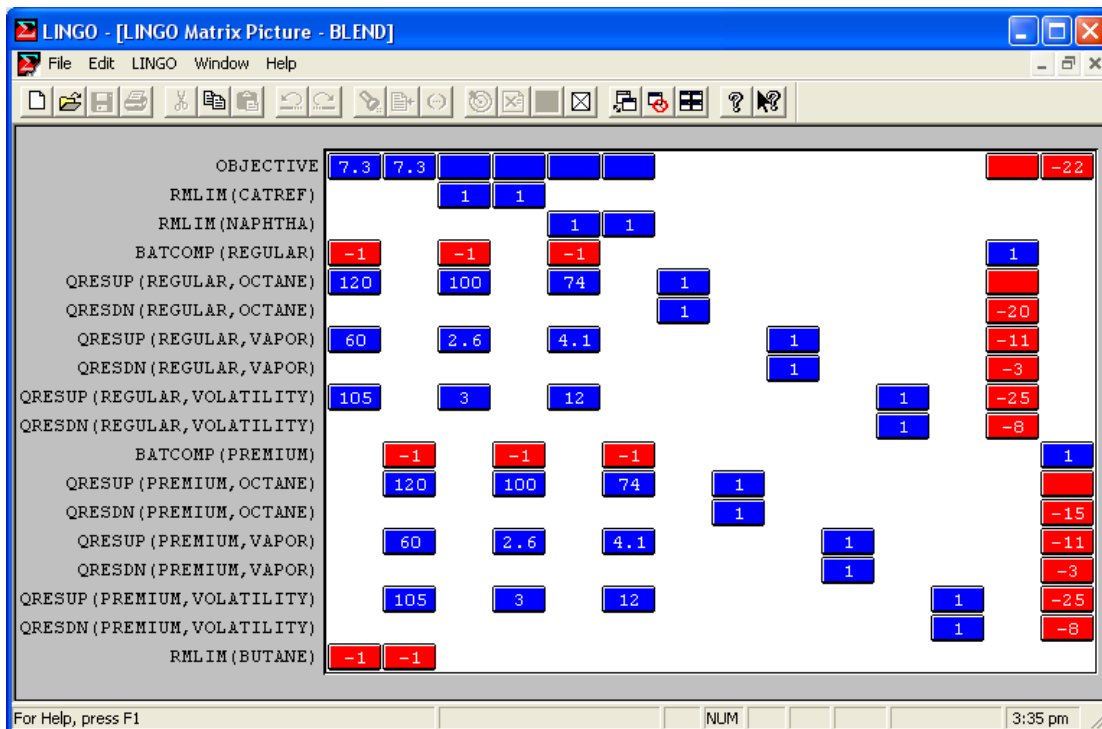 LINGO - [LINGO Matrix Picture - BLEND]
File Edit LINGO Window Help
OBJECTIVE 7.3 7.3 -22
RMLIM(CATREF) 1 1
RMLIM(NAPHTHA) 1 1
BATCOMP(REGULAR) -1 -1 -1 1
QRESUP(REGULAR,OCTANE) 120 100 74 1
QRESDN(REGULAR,OCTANE) 1 -20
QRESUP(REGULAR,VAPOR) 60 2.6 4.1 1 -11
QRESDN(REGULAR,VAPOR) 1 -3
QRESUP(REGULAR,VOLATILITY) 105 3 12 1 -25
QRESDN(REGULAR,VOLATILITY) 1 -8
BATCOMP(PREMIUM) -1 -1 -1 1
QRESUP(PREMIUM,OCTANE) 120 100 74 1
QRESDN(PREMIUM,OCTANE) 1 -15
QRESUP(PREMIUM,VAPOR) 60 2.6 4.1 1 -11
QRESDN(PREMIUM,VAPOR) 1 -3
QRESUP(PREMIUM,VOLATILITY) 105 3 12 1 -25
QRESDN(PREMIUM,VOLATILITY) 1 -8
RMLIM(BUTANE) -1 -1
For Help, press F1 NUM 3:35 pm